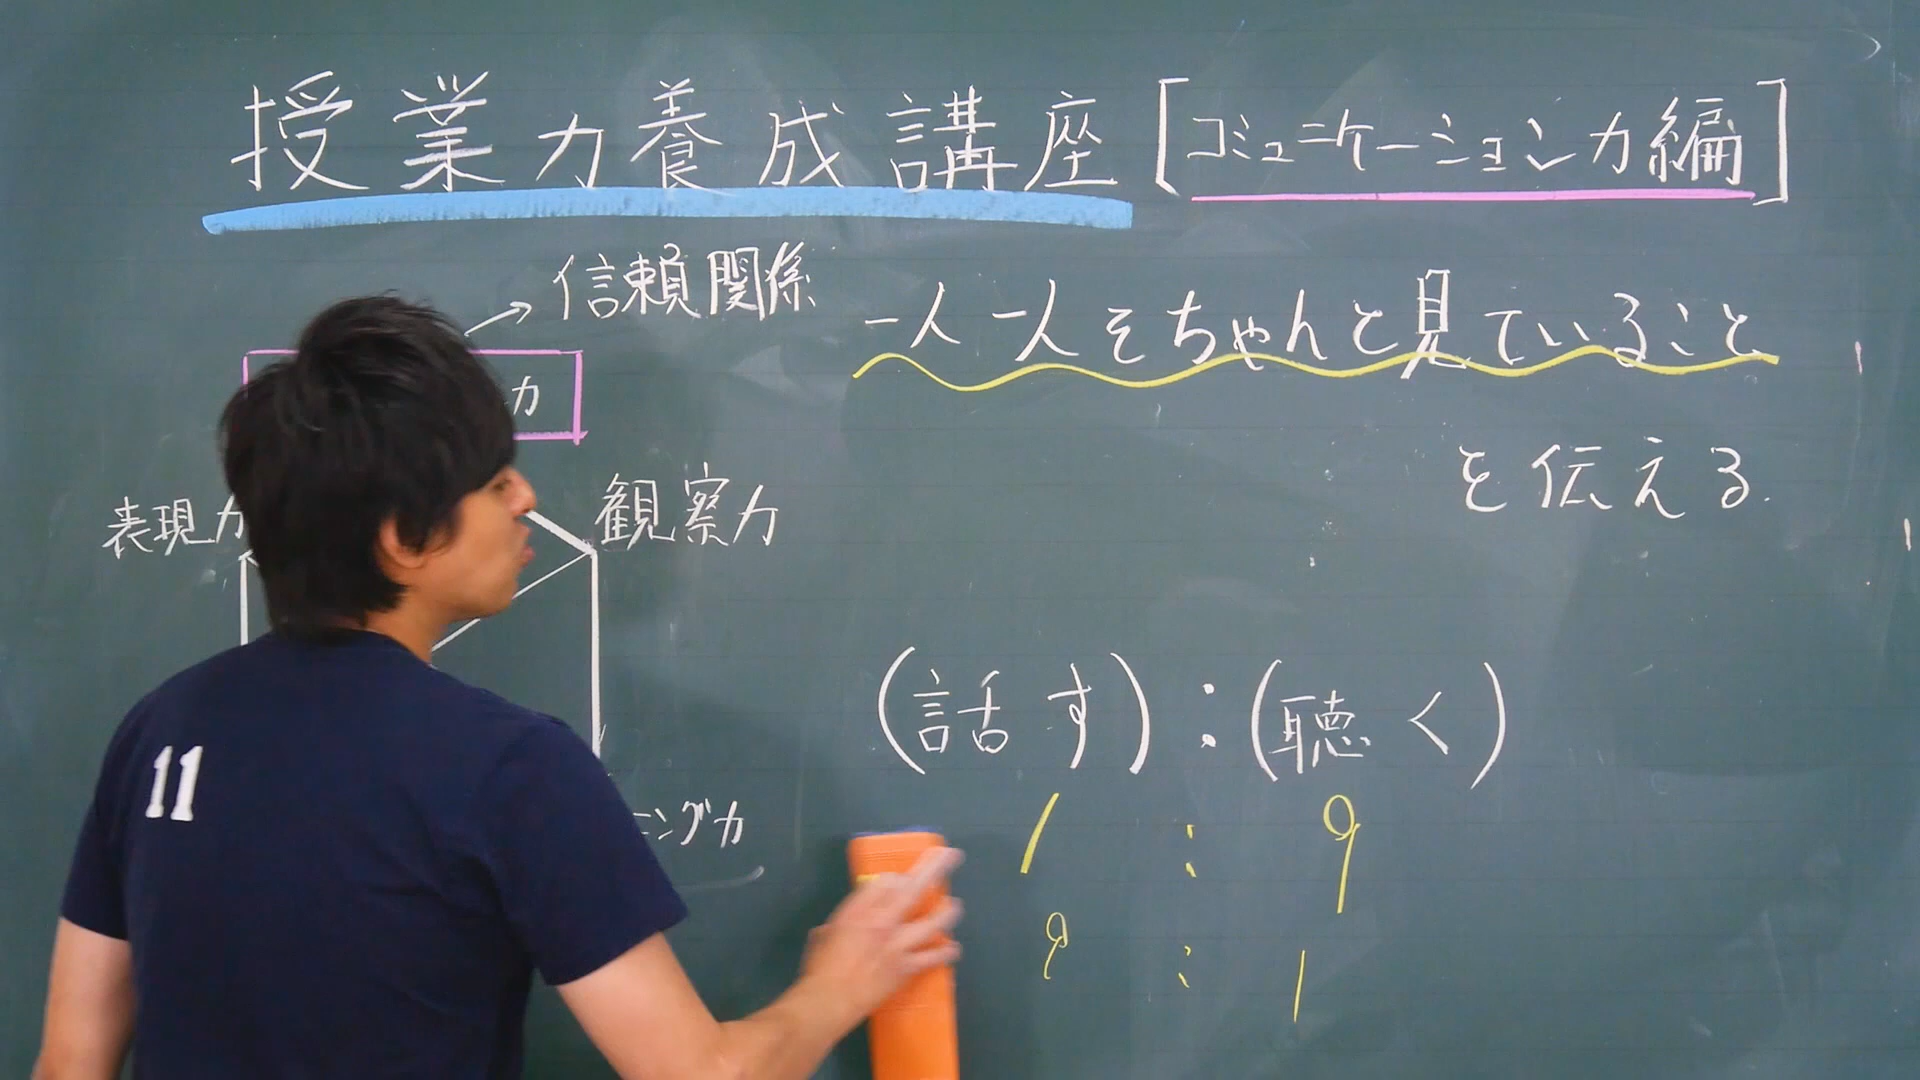 授業力養成講座[コミュニケーション力編]
信頼関係
一人一人をちゃんと見ていること
力
を伝える.
表現力
観察力
(話す):(聴く)
1 : 9
ニング力
9 : 1
11